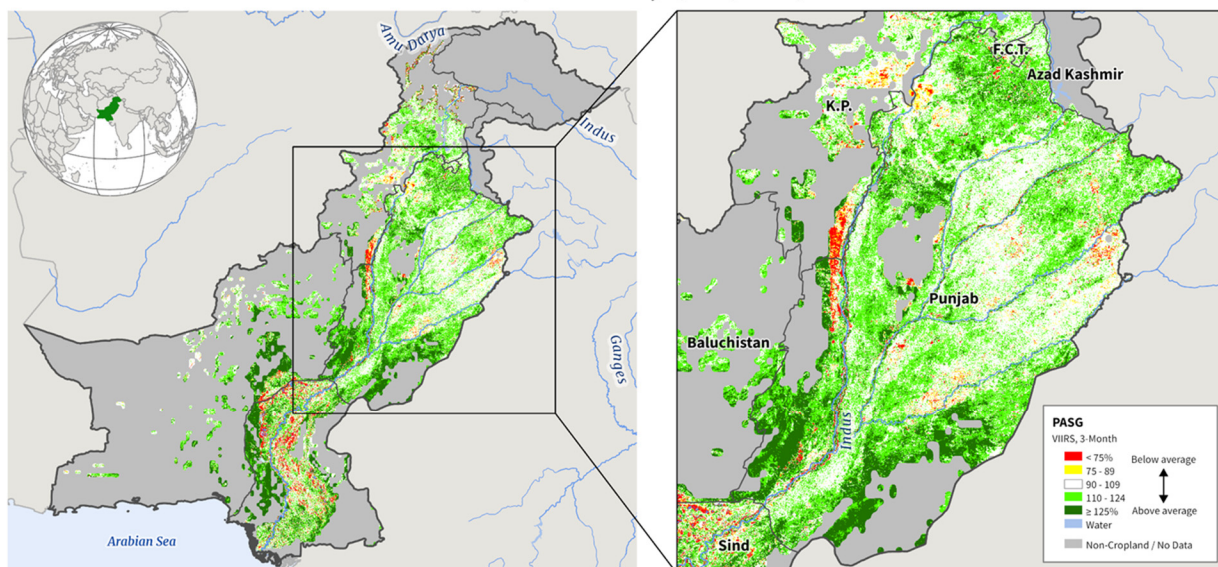 Amu Darya
Indus
Ganges
Arabian Sea
F.C.T.
Azad Kashmir
K.P.
Punjab
Baluchistan
Indus
Sind
PASG
VIIRS, 3-Month
< 75%
75 - 89
90 - 109
110 - 124
≥ 125%
Water
Non-Cropland / No Data
Below average
Above average